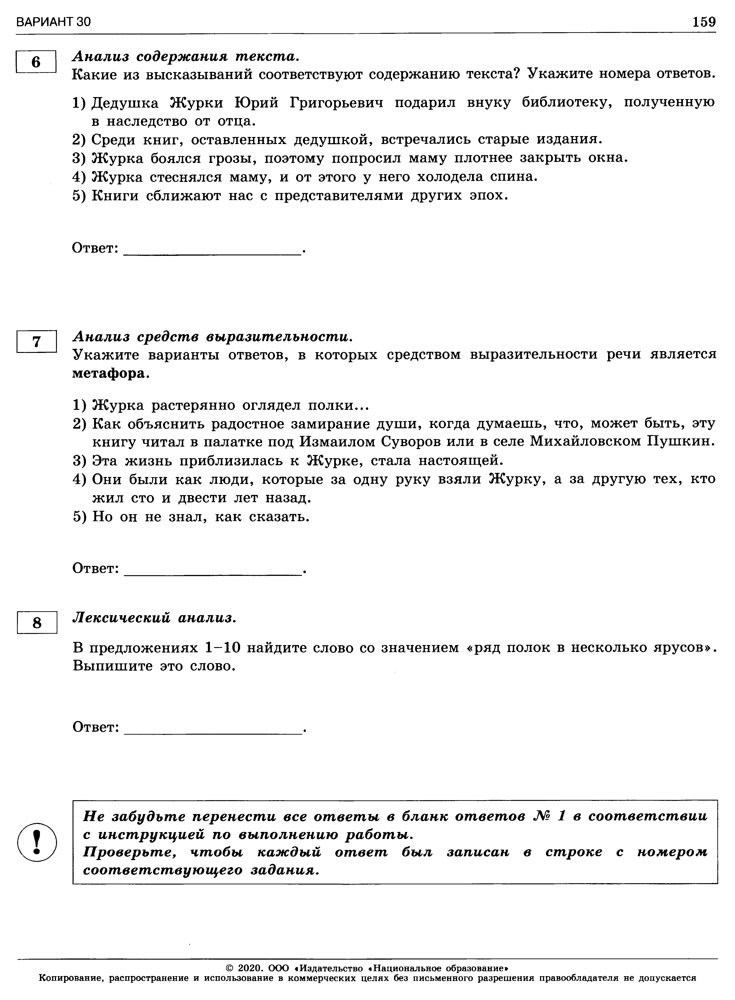 ВАРИАНТ 30
159
6
Анализ содержания текста.
Какие из высказываний соответствуют содержанию текста? Укажите номера ответов.
1) Дедушка Журки Юрий Григорьевич подарил внуку библиотеку, полученную
в наследство от отца.
2) Среди книг, оставленных дедушкой, встречались старые издания.
3) Журка боялся грозы, поэтому попросил маму плотнее закрыть окна.
4) Журка стеснялся маму, и от этого у него холодела спина.
5) Книги сближают нас с представителями других эпох.
Ответ: ____________________.
7
Анализ средств выразительности.
Укажите варианты ответов, в которых средством выразительности речи является
метафора.
1) Журка растерянно оглядел полки...
2) Как объяснить радостное замирание души, когда думаешь, что, может быть, эту
книгу читал в палатке под Измаилом Суворов или в селе Михайловском Пушкин.
3) Эта жизнь приблизилась к Журке, стала настоящей.
4) Они были как люди, которые за одну руку взяли Журку, а за другую тех, кто
жил сто и двести лет назад.
5) Но он не знал, как сказать.
Ответ: ____________________.
8
Лексический анализ.
В предложениях 1–10 найдите слово со значением «ряд полок в несколько ярусов».
Выпишите это слово.
Ответ: ____________________.
!
Не забудьте перенести все ответы в бланк ответов № 1 в соответствии
с инструкцией по выполнению работы.
Проверьте, чтобы каждый ответ был записан в строке с номером
соответствующего задания.
© 2020. ООО «Издательство «Национальное образование»
Копирование, распространение и использование в коммерческих целях без письменного разрешения правообладателя не допускается